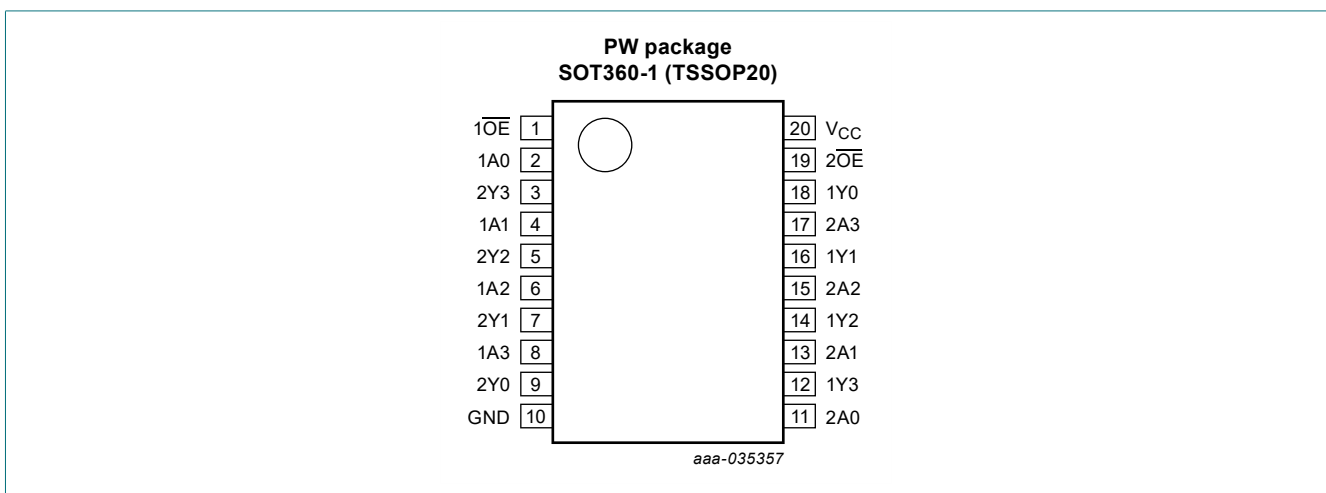 PW package
SOT360-1 (TSSOP20)
1O̅E̅ 1 20 VCC
1A0 2 19 2O̅E̅
2Y3 3 18 1Y0
1A1 4 17 2A3
2Y2 5 16 1Y1
1A2 6 15 2A2
2Y1 7 14 1Y2
1A3 8 13 2A1
2Y0 9 12 1Y3
GND 10 11 2A0
aaa-035357